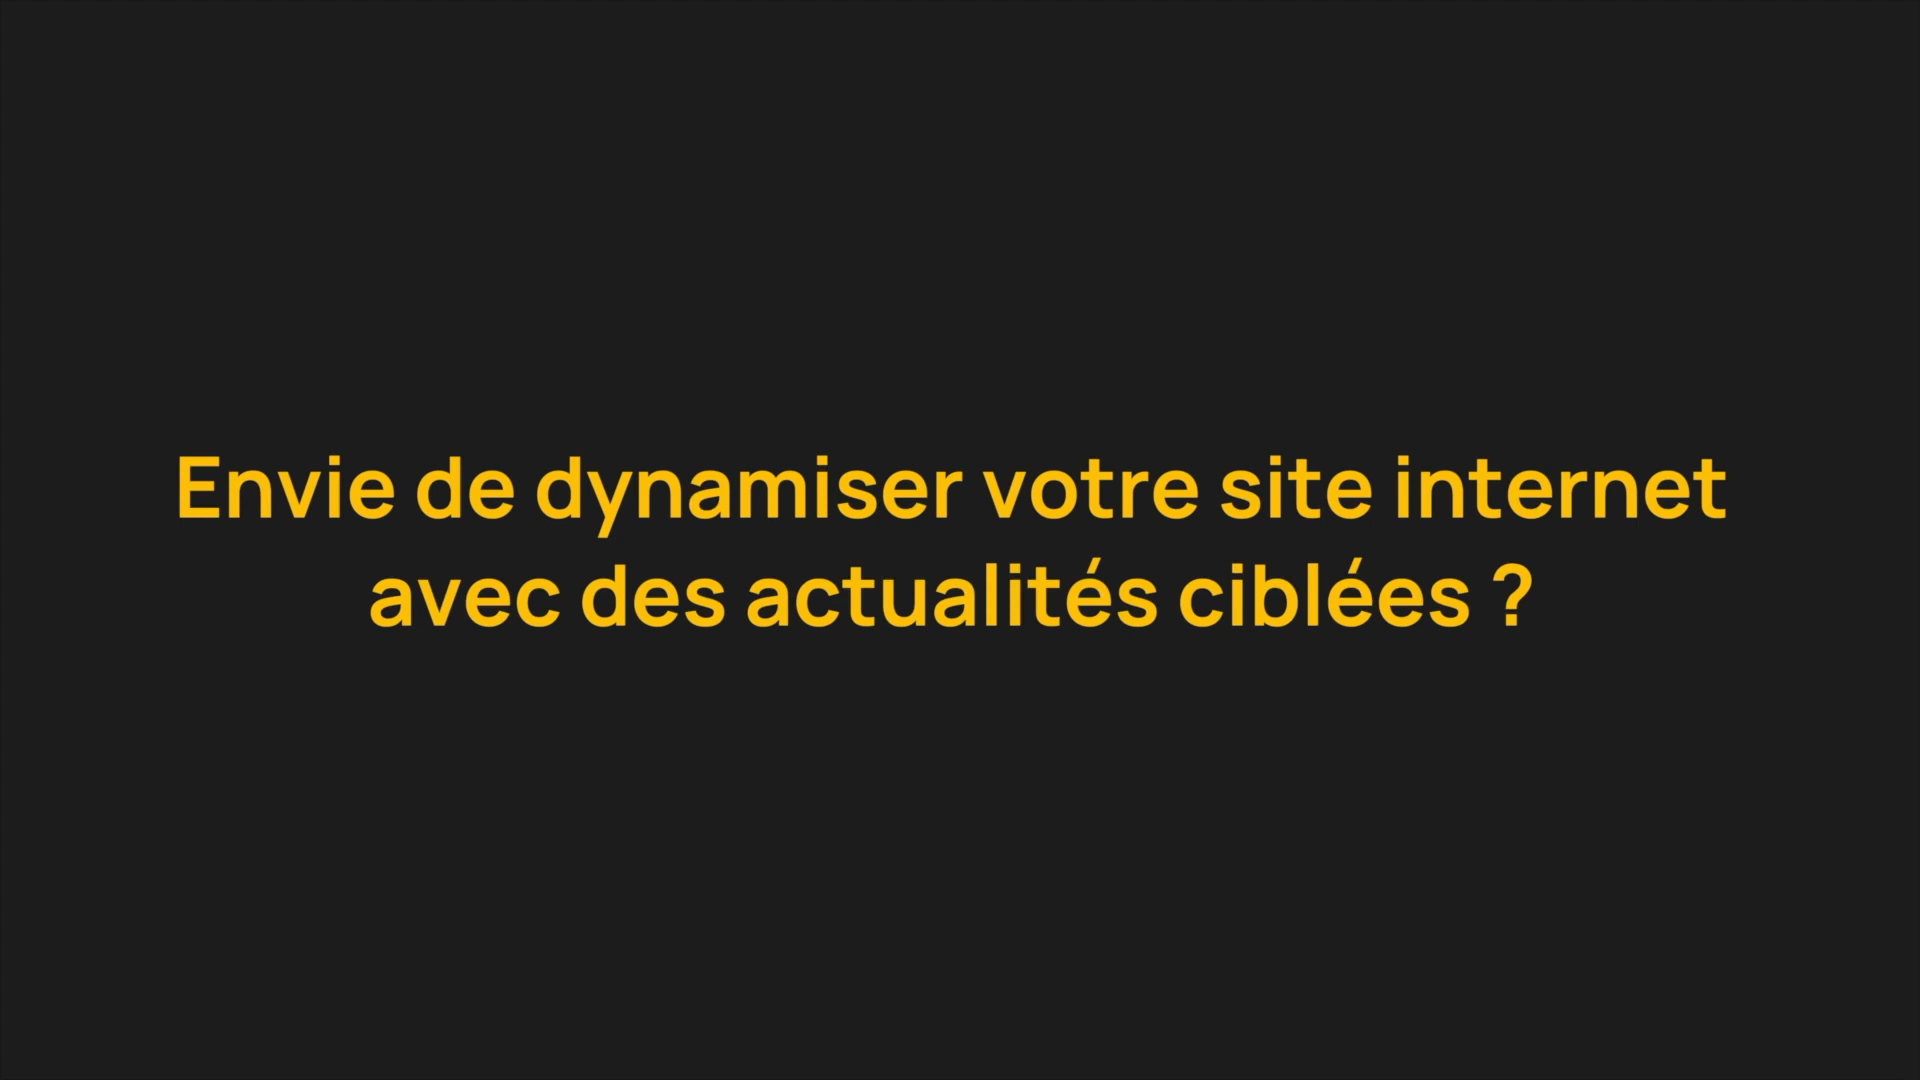 Envie de dynamiser votre site internet
avec des actualités ciblées ?